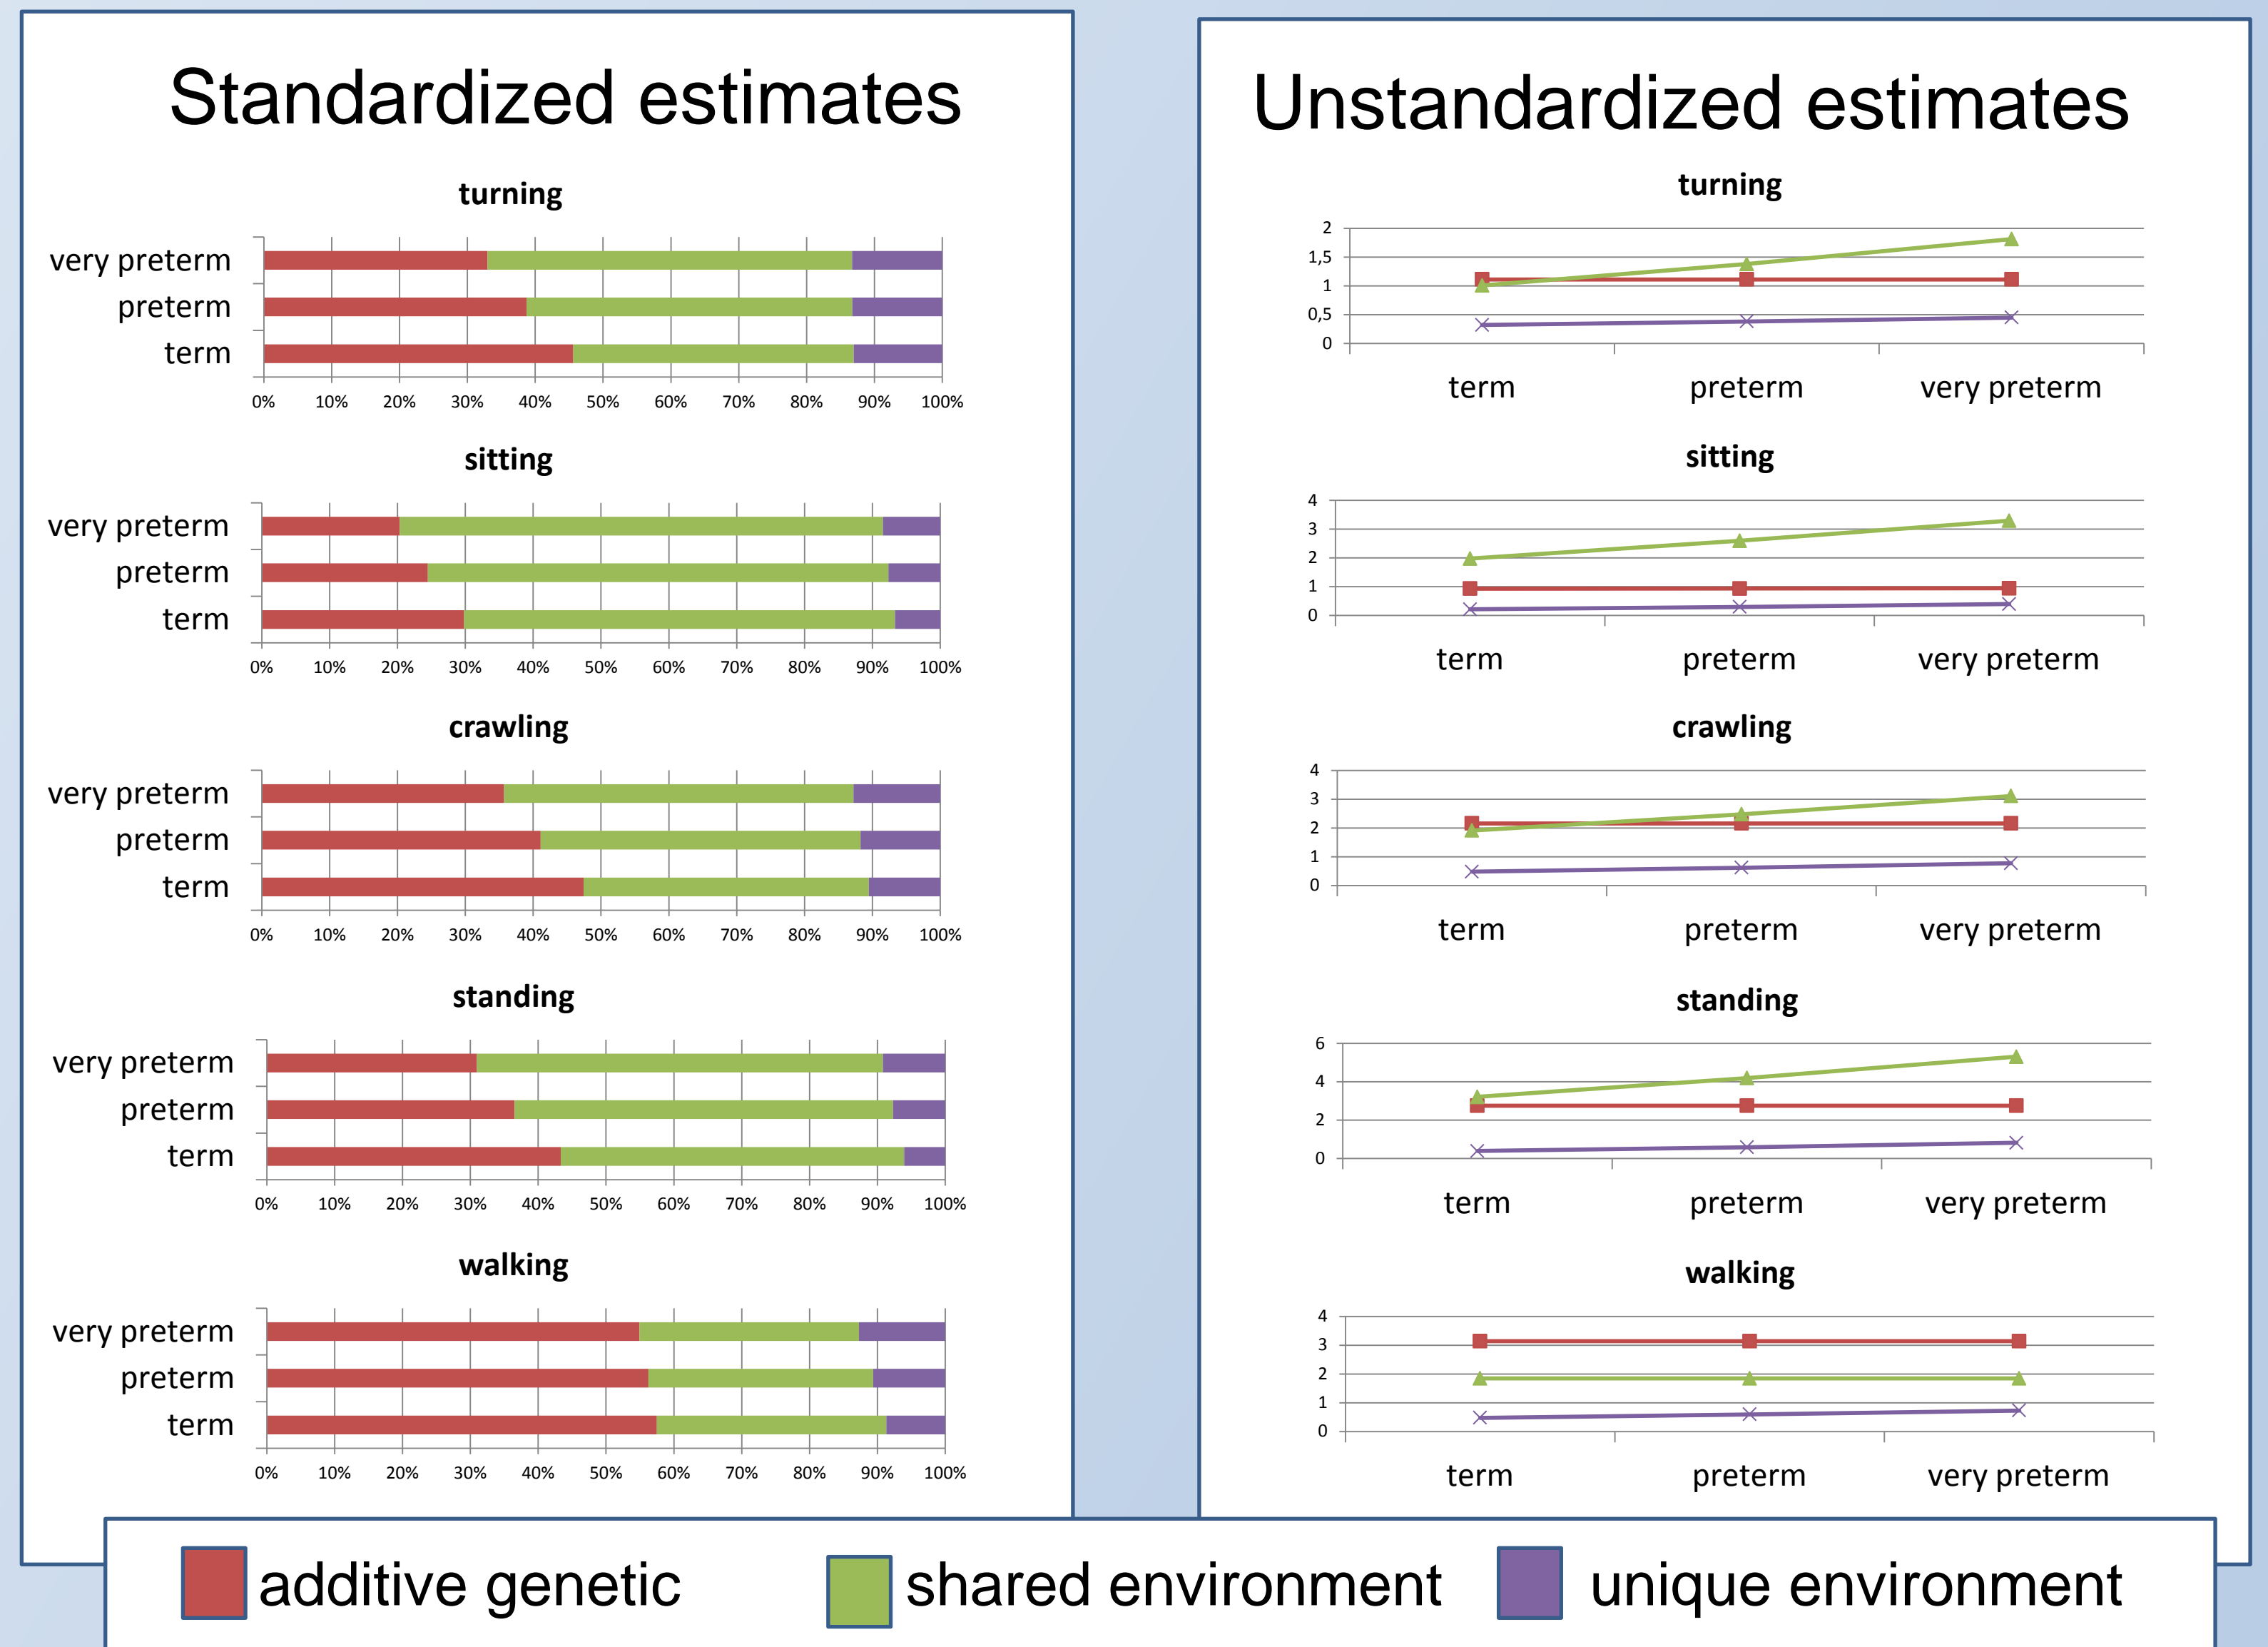 Standardized estimates
turning
very preterm
preterm
term
0% 10% 20% 30% 40% 50% 60% 70% 80% 90% 100%
sitting
very preterm
preterm
term
0% 10% 20% 30% 40% 50% 60% 70% 80% 90% 100%
crawling
very preterm
preterm
term
0% 10% 20% 30% 40% 50% 60% 70% 80% 90% 100%
standing
very preterm
preterm
term
0% 10% 20% 30% 40% 50% 60% 70% 80% 90% 100%
walking
very preterm
preterm
term
0% 10% 20% 30% 40% 50% 60% 70% 80% 90% 100%
Unstandardized estimates
turning
2
1,5
1
0,5
0
term preterm very preterm
sitting
4
3
2
1
0
term preterm very preterm
crawling
4
3
2
1
0
term preterm very preterm
standing
6
4
2
0
term preterm very preterm
walking
4
3
2
1
0
term preterm very preterm
additive genetic shared environment unique environment